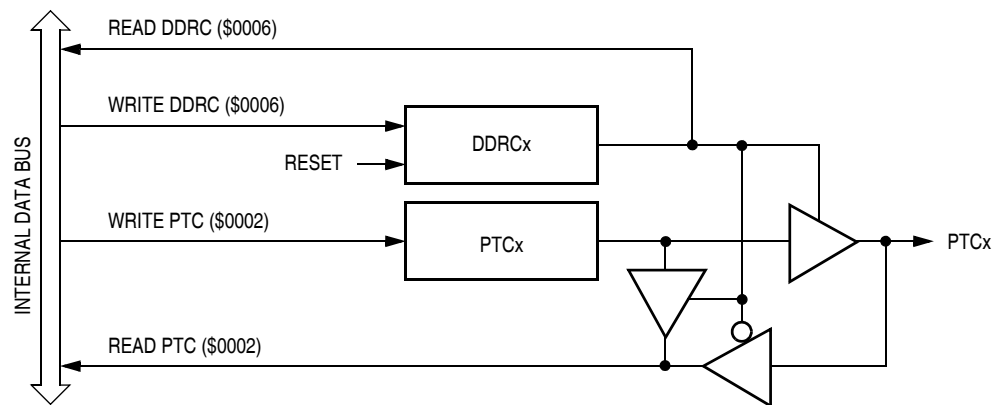 READ DDRC ($0006)
WRITE DDRC ($0006)
DDRCx
RESET
INTERNAL DATA BUS
WRITE PTC ($0002)
PTCx
PTCx
READ PTC ($0002)